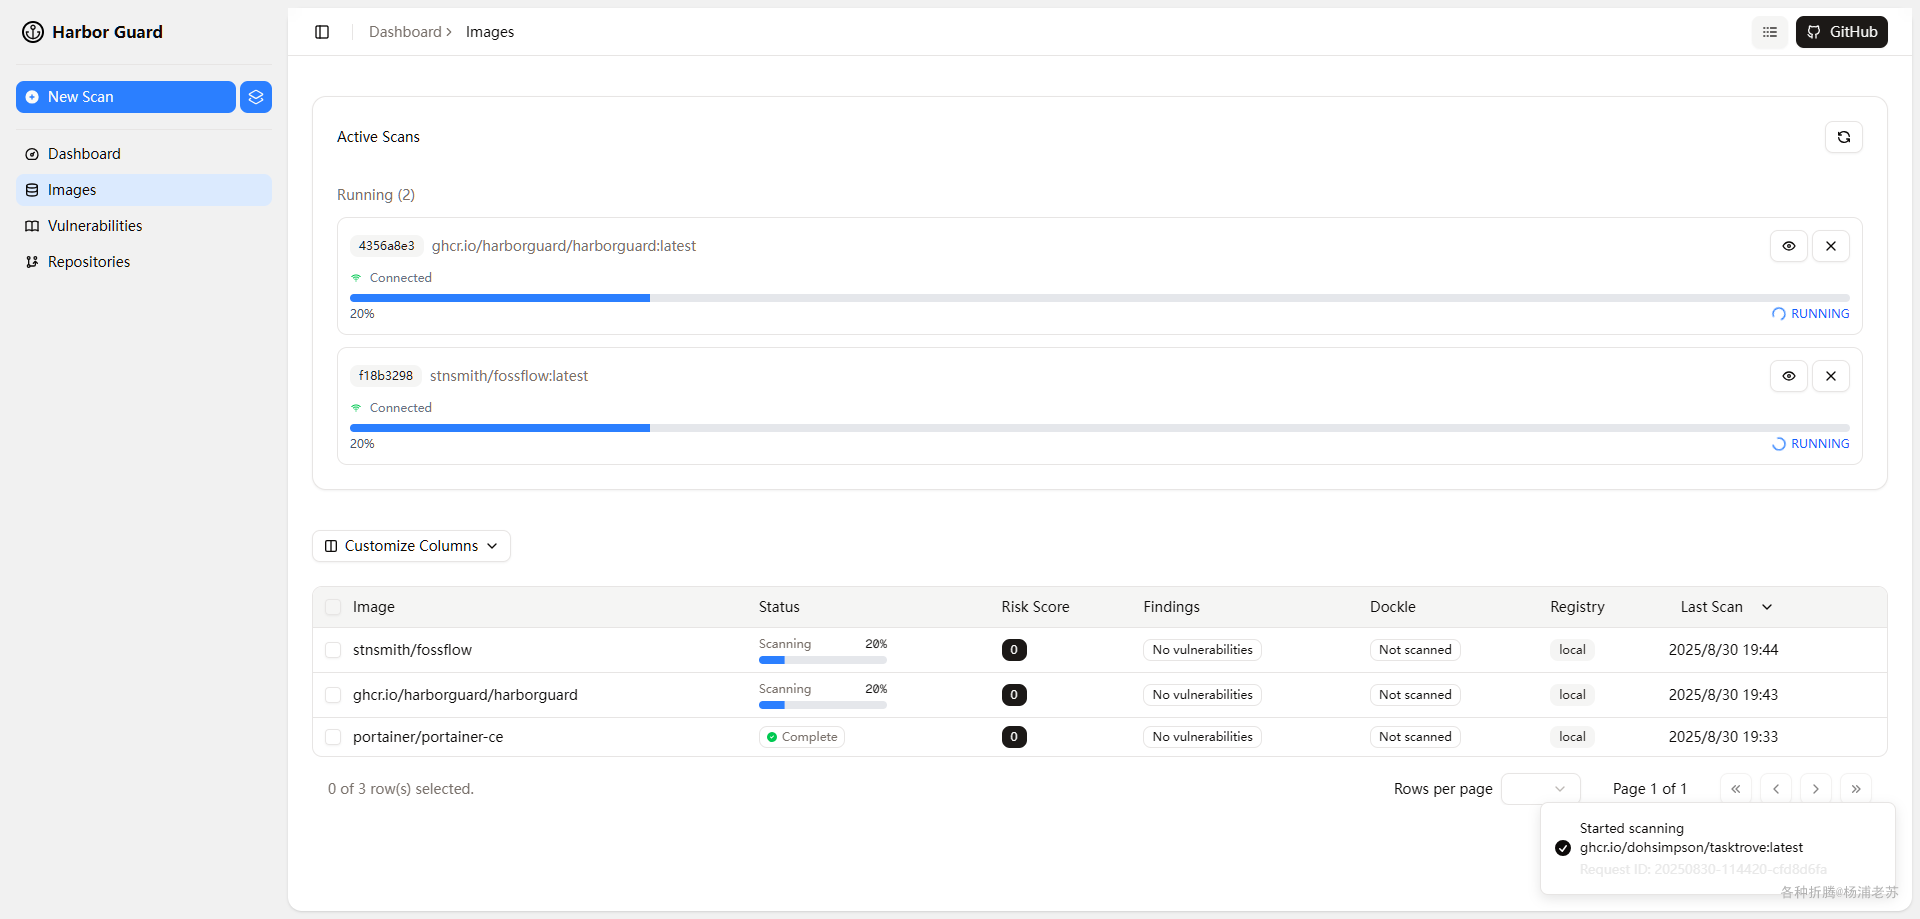 Harbor Guard
Dashboard > Images
GitHub
New Scan
Dashboard
Images
Vulnerabilities
Repositories
Active Scans
Running (2)
4356a8e3 ghcr.io/harborguard/harborguard:latest
Connected
20% RUNNING
f18b3298 stnsmith/fossflow:latest
Connected
20% RUNNING
Customize Columns
Image Status Risk Score Findings Dockle Registry Last Scan
stnsmith/fossflow Scanning 20% 0 No vulnerabilities Not scanned local 2025/8/30 19:44
ghcr.io/harborguard/harborguard Scanning 20% 0 No vulnerabilities Not scanned local 2025/8/30 19:43
portainer/portainer-ce Complete 0 No vulnerabilities Not scanned local 2025/8/30 19:33
0 of 3 row(s) selected.
Rows per page Page 1 of 1
Started scanning
ghcr.io/dohsimpson/tasktrove:latest
Request ID: 20250830-114420-cfd8d6fa
各种折腾@杨浦老苏